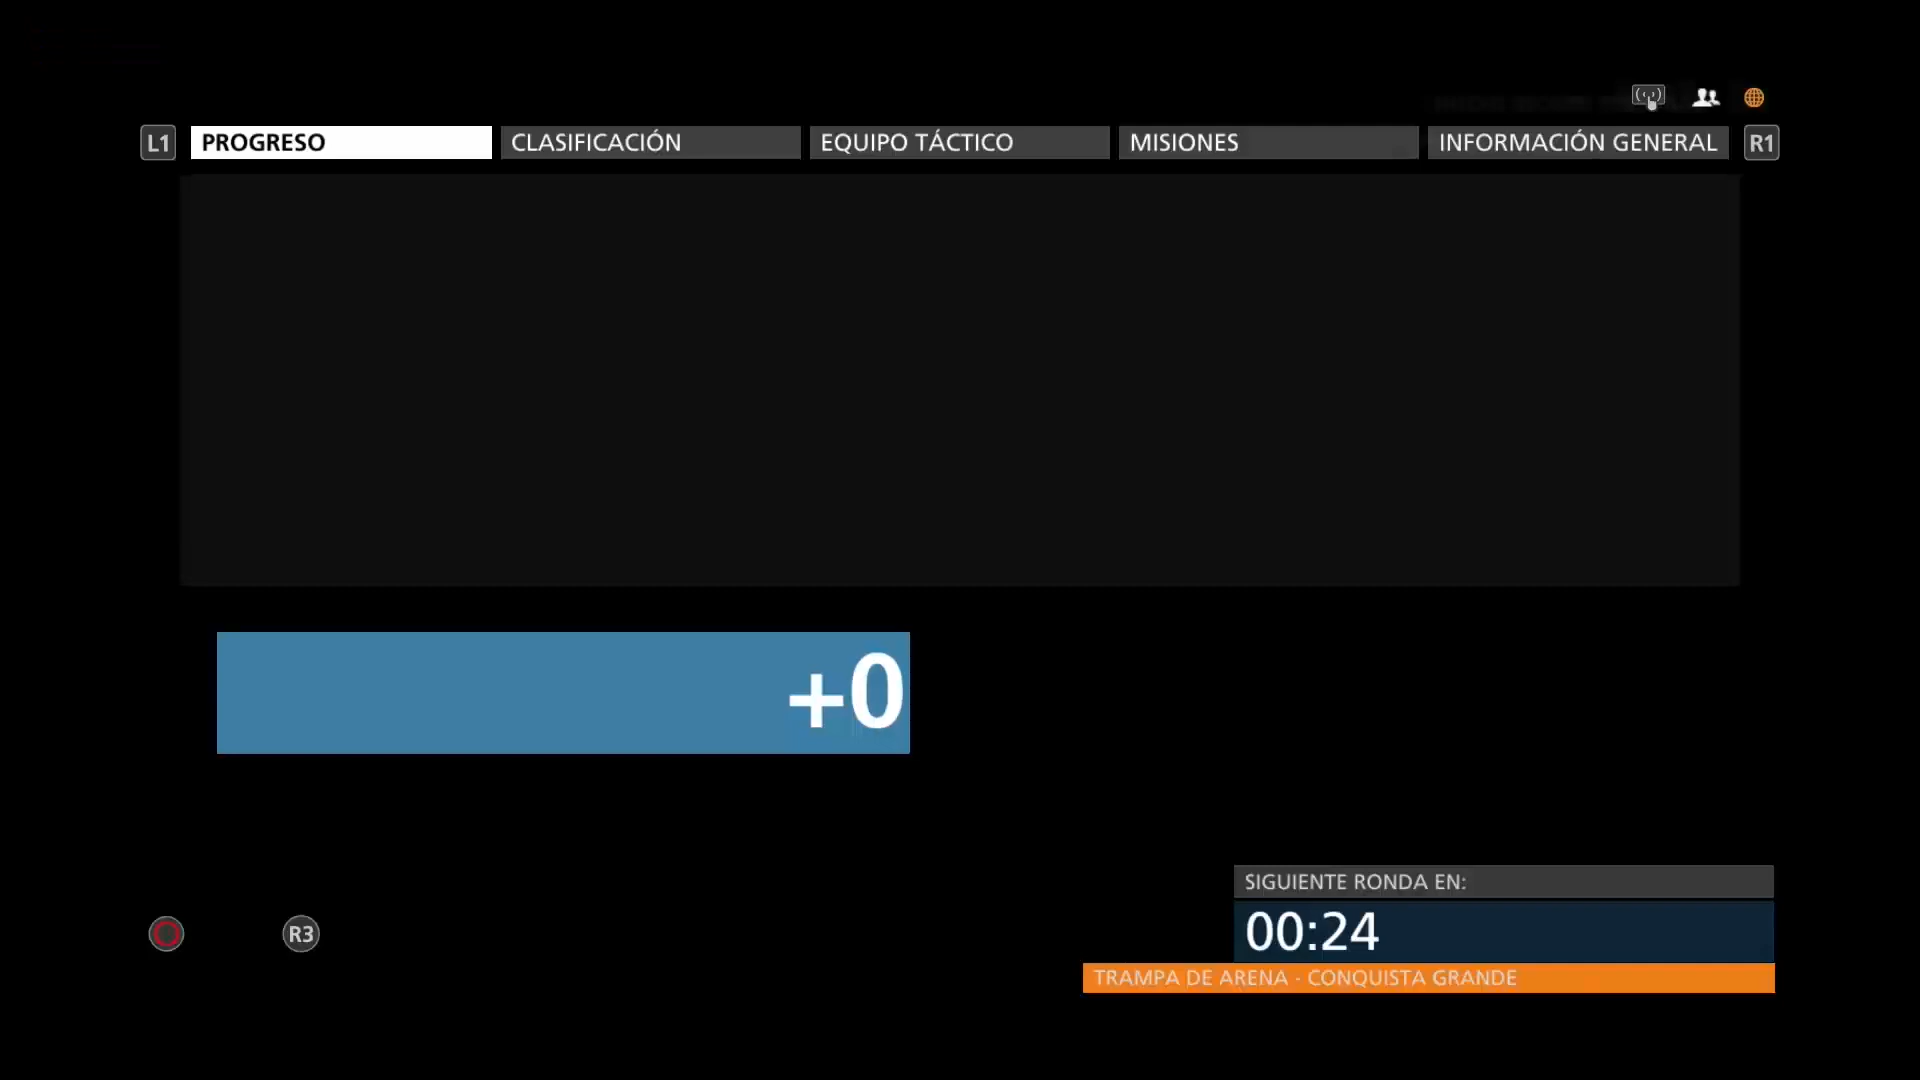 L1 PROGRESO CLASIFICACIÓN EQUIPO TÁCTICO MISIONES INFORMACIÓN GENERAL R1
+0
SIGUIENTE RONDA EN:
00:24
R3
TRAMPA DE ARENA - CONQUISTA GRANDE